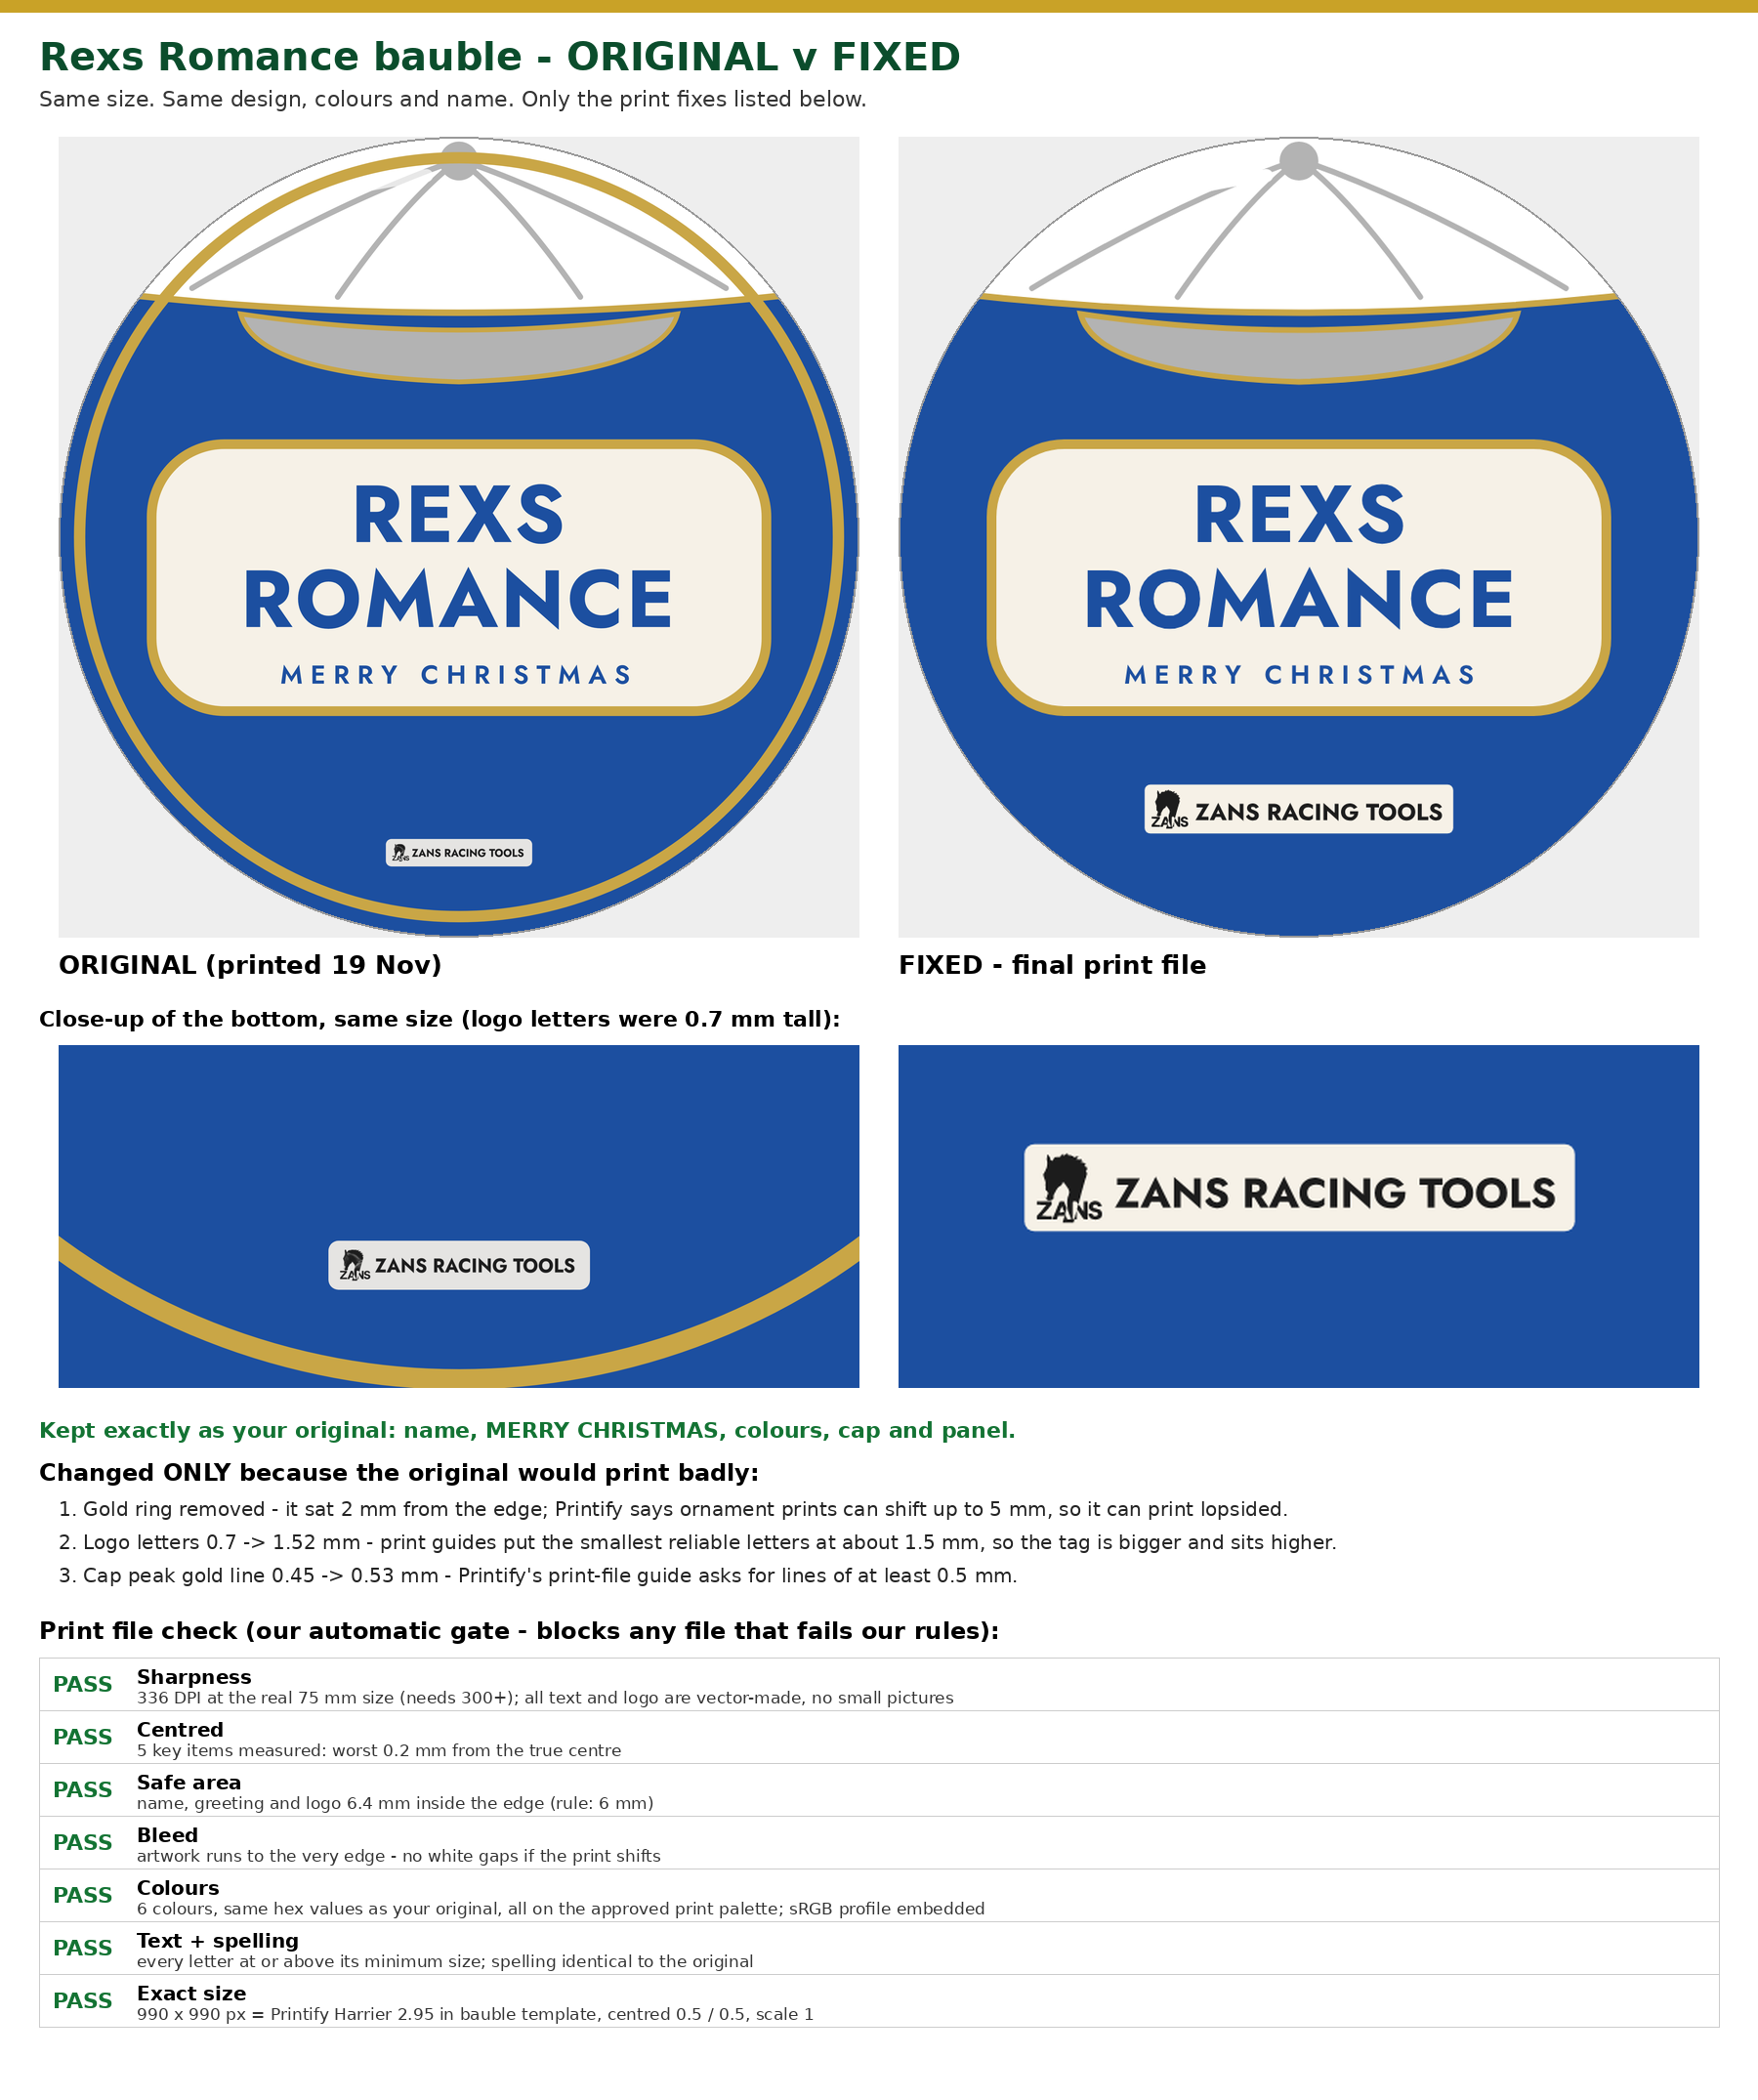 Rexs Romance bauble - ORIGINAL v FIXED
Same size. Same design, colours and name. Only the print fixes listed below.
REXS
ROMANCE
MERRY CHRISTMAS
ZANS
ZANS RACING TOOLS
REXS
ROMANCE
MERRY CHRISTMAS
ZANS
ZANS RACING TOOLS
ORIGINAL (printed 19 Nov)
FIXED - final print file
Close-up of the bottom, same size (logo letters were 0.7 mm tall):
ZANS
ZANS RACING TOOLS
ZANS
ZANS RACING TOOLS
Kept exactly as your original: name, MERRY CHRISTMAS, colours, cap and panel.
Changed ONLY because the original would print badly:
1. Gold ring removed - it sat 2 mm from the edge; Printify says ornament prints can shift up to 5 mm, so it can print lopsided.
2. Logo letters 0.7 -> 1.52 mm - print guides put the smallest reliable letters at about 1.5 mm, so the tag is bigger and sits higher.
3. Cap peak gold line 0.45 -> 0.53 mm - Printify's print-file guide asks for lines of at least 0.5 mm.
Print file check (our automatic gate - blocks any file that fails our rules):
PASS Sharpness
336 DPI at the real 75 mm size (needs 300+); all text and logo are vector-made, no small pictures
PASS Centred
5 key items measured: worst 0.2 mm from the true centre
PASS Safe area
name, greeting and logo 6.4 mm inside the edge (rule: 6 mm)
PASS Bleed
artwork runs to the very edge - no white gaps if the print shifts
PASS Colours
6 colours, same hex values as your original, all on the approved print palette; sRGB profile embedded
PASS Text + spelling
every letter at or above its minimum size; spelling identical to the original
PASS Exact size
990 x 990 px = Printify Harrier 2.95 in bauble template, centred 0.5 / 0.5, scale 1